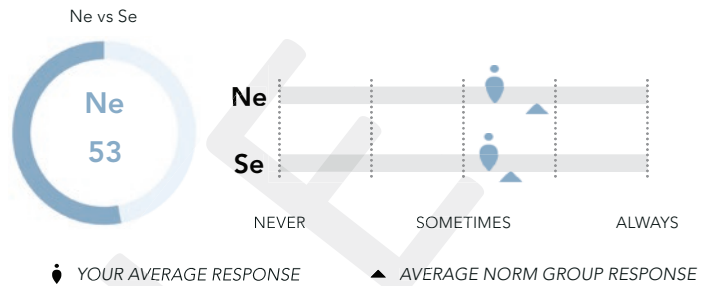 Ne vs Se
Ne
53
Ne
Se
NEVER SOMETIMES ALWAYS
YOUR AVERAGE RESPONSE AVERAGE NORM GROUP RESPONSE